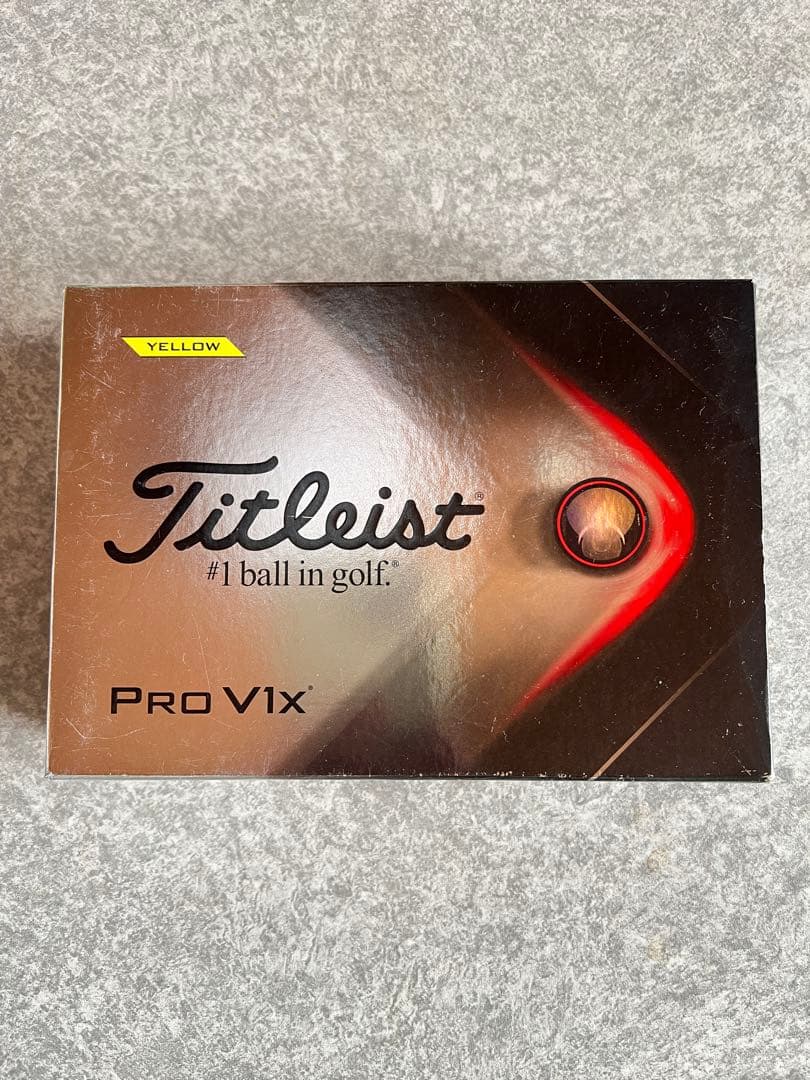 YELLOW
Titleist®
#1 ball in golf.®
PRO V1x®